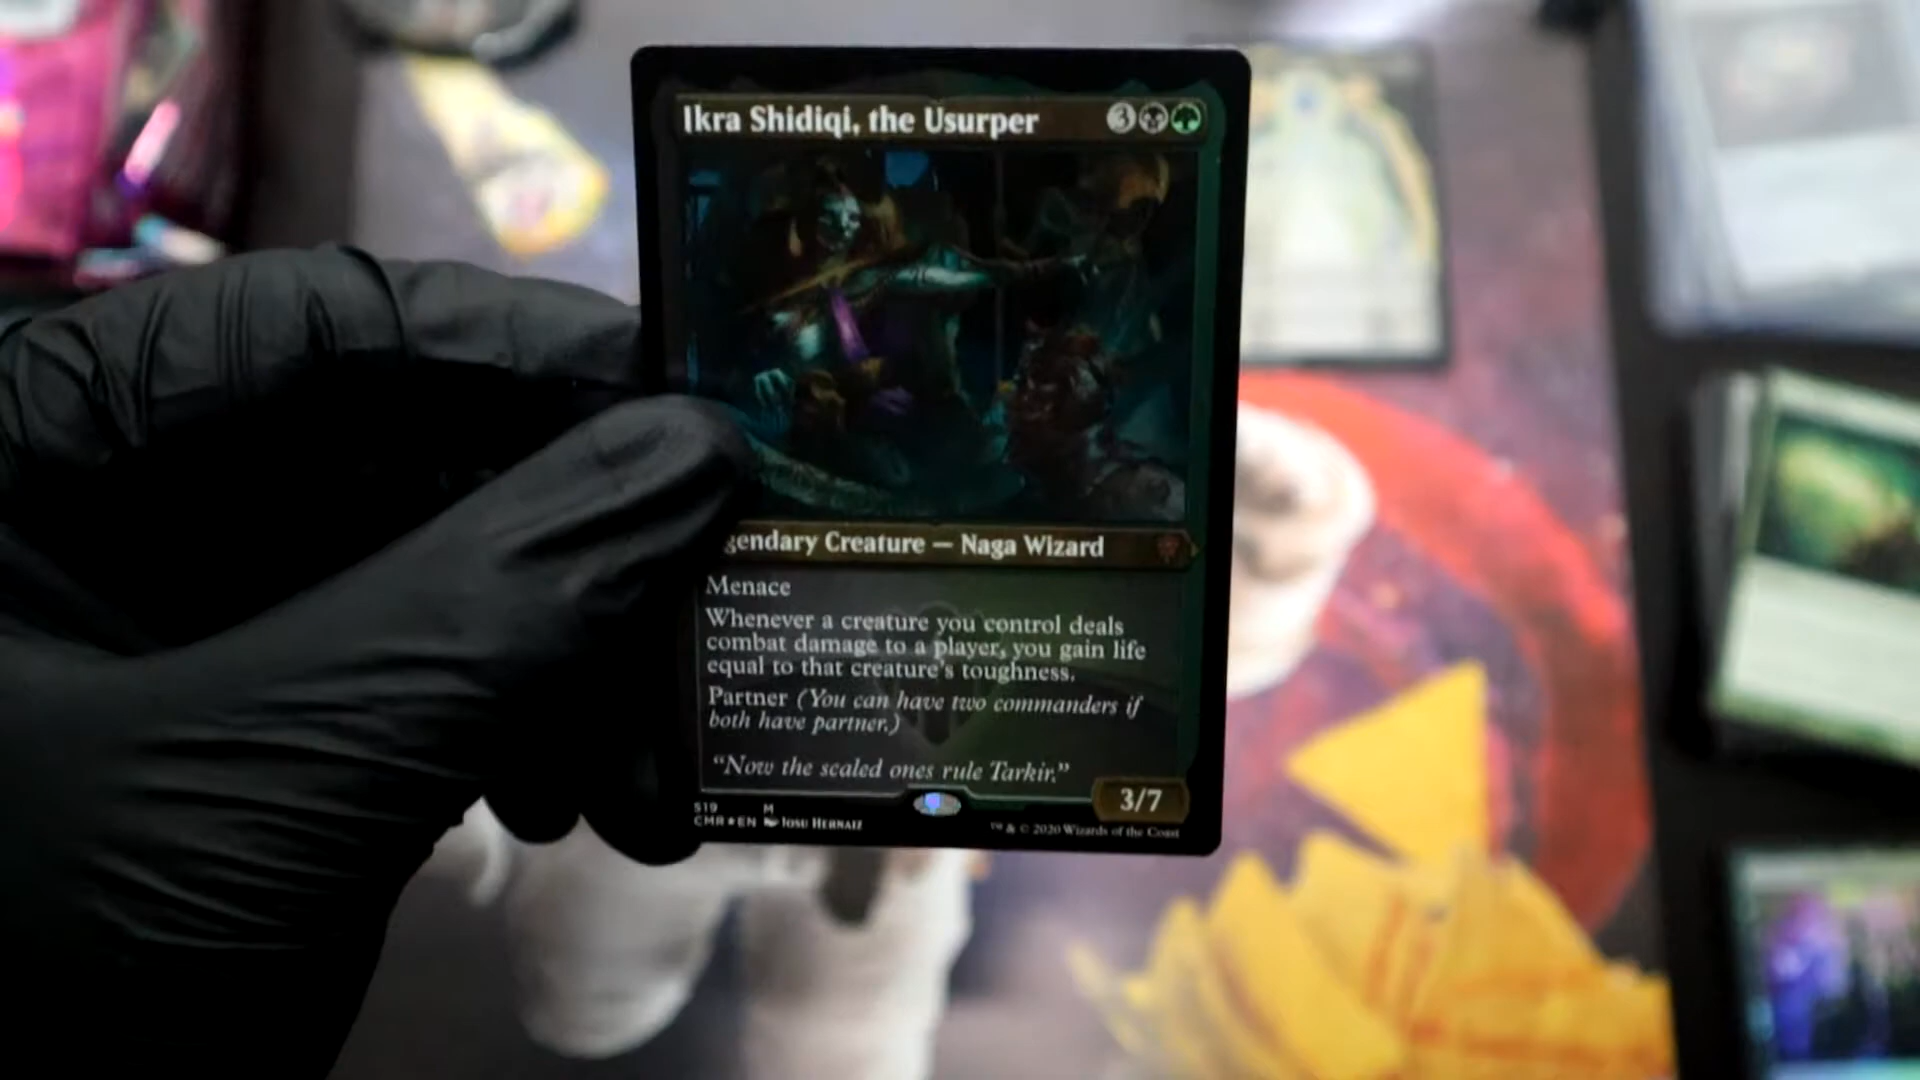 Ikra Shidiqi, the Usurper 3
gendary Creature — Naga Wizard
Menace
Whenever a creature you control deals
combat damage to a player, you gain life
equal to that creature's toughness.
Partner (You can have two commanders if
both have partner.)
"Now the scaled ones rule Tarkir."
3/7
519 M
CMR★EN Josu Hernaiz
™ & © 2020 Wizards of the Coast